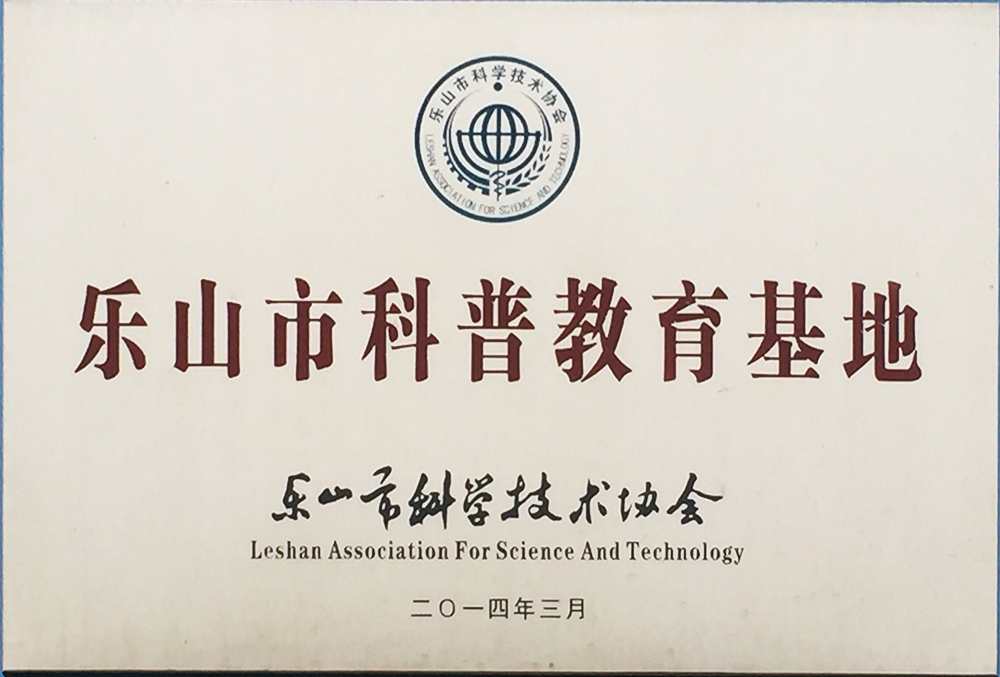 乐山市科学技术协会
LESHAN ASSOCIATION FOR SCIENCE AND TECHNOLOGY
乐山市科普教育基地
乐山市科学技术协会
Leshan Association For Science And Technology
二〇一四年三月